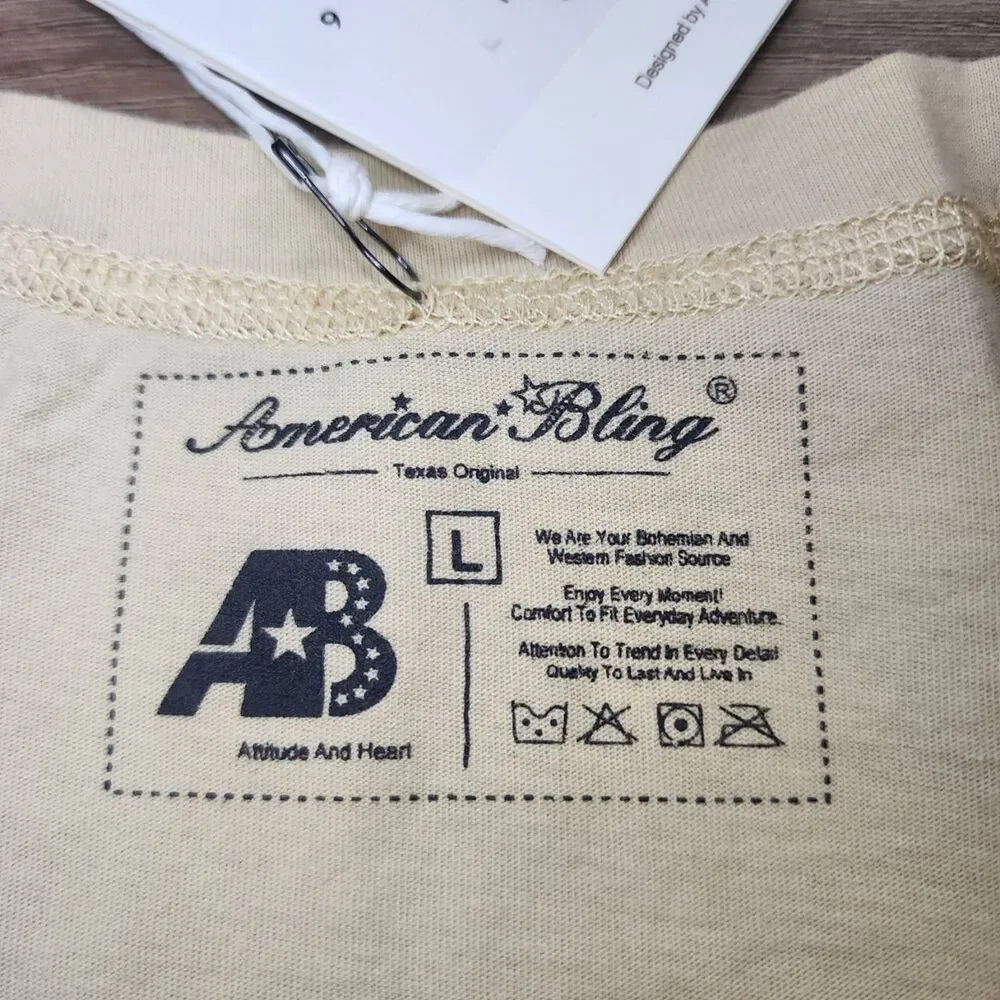 9
L
Designed by
American Bling ®
Texas Original
L
We Are Your Bohemian And
Western Fashion Source
Enjoy Every Moment!
Comfort To Fit Everyday Adventure.
Attention To Trend In Every Detail
Quality To Last And Live In
AB
Attitude And Heart